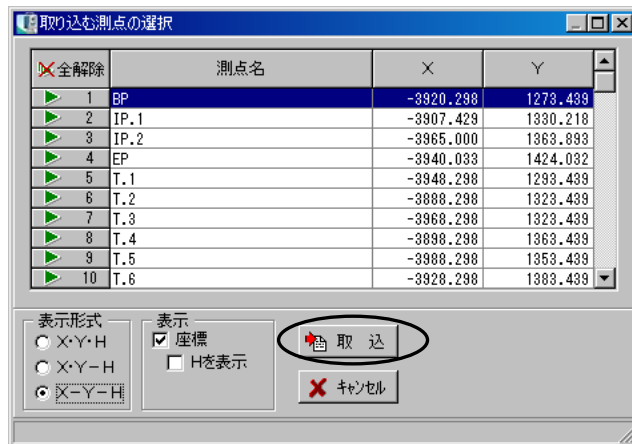 取り込む測点の選択
全解除 測点名 X Y
1 BP -3920.298 1273.439
2 IP.1 -3907.429 1330.218
3 IP.2 -3965.000 1363.893
4 EP -3940.033 1424.032
5 T.1 -3948.298 1293.439
6 T.2 -3888.298 1323.439
7 T.3 -3968.298 1323.439
8 T.4 -3898.298 1363.439
9 T.5 -3988.298 1353.439
10 T.6 -3928.298 1383.439
表示形式
X・Y・H
X・Y－H
X－Y－H
表示
座標
Hを表示
取 込
キャンセル